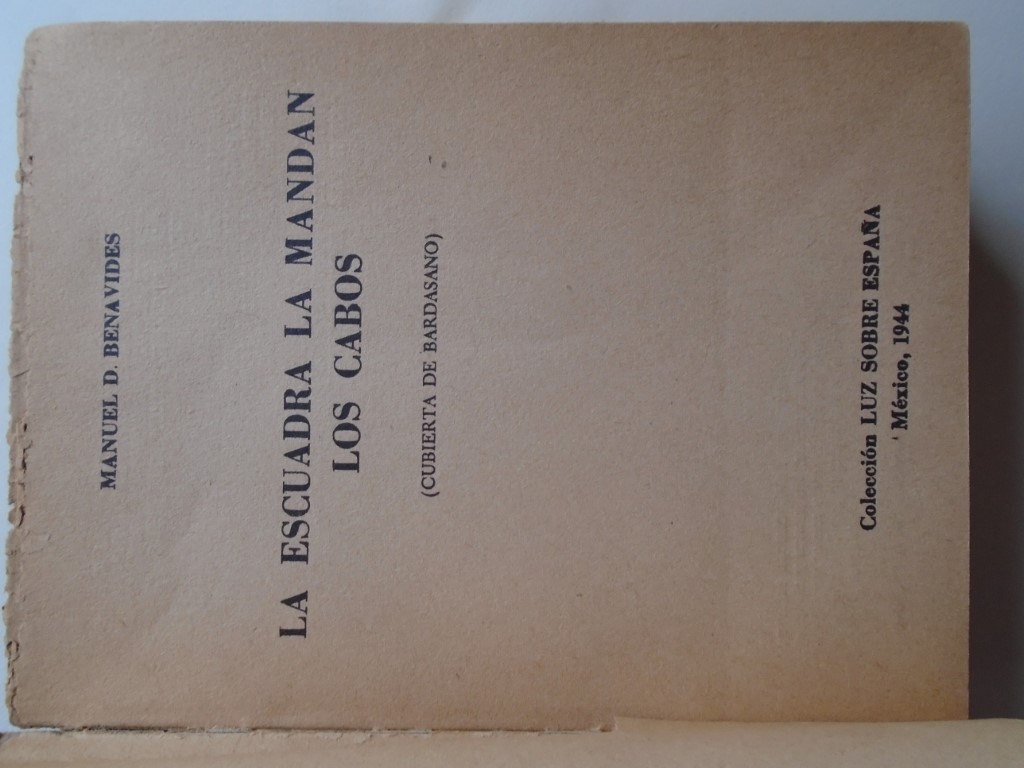 MANUEL D. BENAVIDES
LA ESCUADRA LA MANDAN
LOS CABOS
(CUBIERTA DE BARDASANO)
Colección LUZ SOBRE ESPAÑA
México, 1944